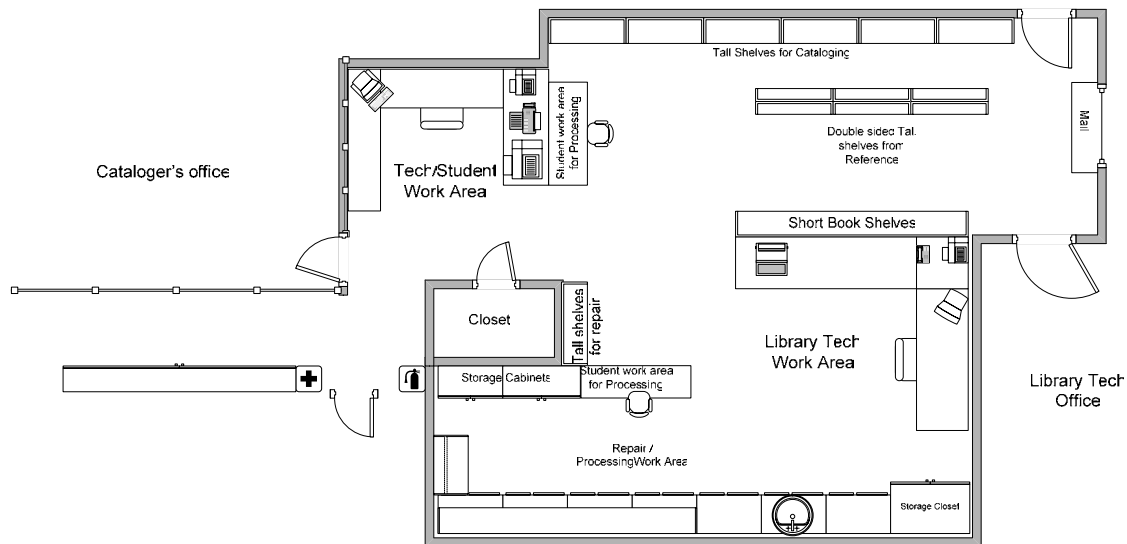 Tall Shelves for Cataloging
Double sided Tall
shelves from
Reference
Mail
Student work area
for Processing
Cataloger's office
Tech/Student
Work Area
Short Book Shelves
Closet
Tall shelves
for repair
Library Tech
Work Area
Storage Cabinets
Student work area
for Processing
Library Tech
Office
Repair /
ProcessingWork Area
Storage Closet